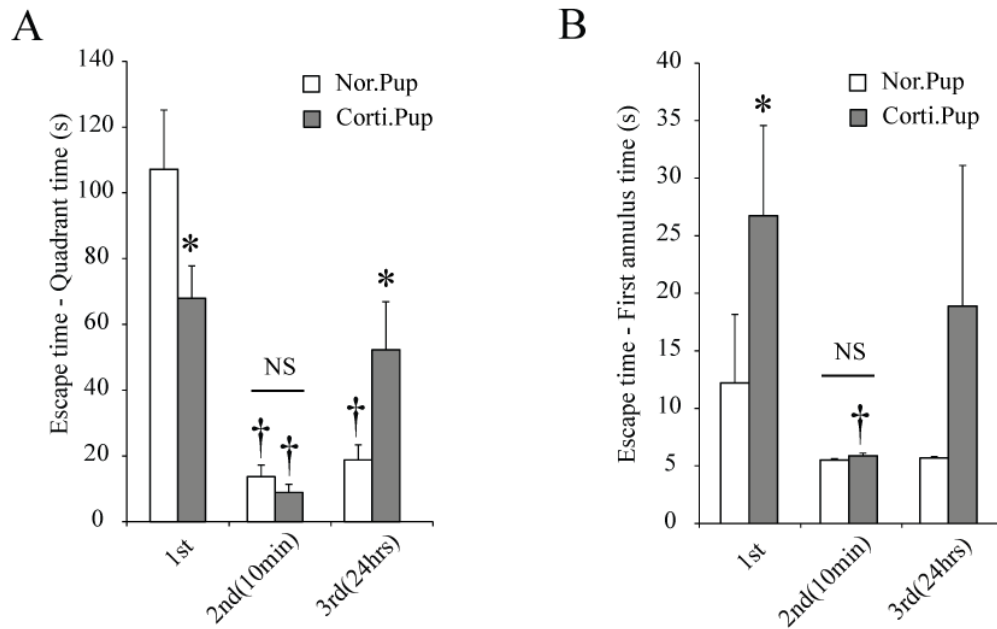 A
Escape time - Quadrant time (s)
140
120
100
80
60
40
20
0
Nor.Pup
Corti.Pup
*
NS
†
†
†
*
1st
2nd(10min)
3rd(24hrs)
B
Escape time - First annulus time (s)
40
35
30
25
20
15
10
5
0
Nor.Pup
Corti.Pup
*
NS
†
1st
2nd(10min)
3rd(24hrs)